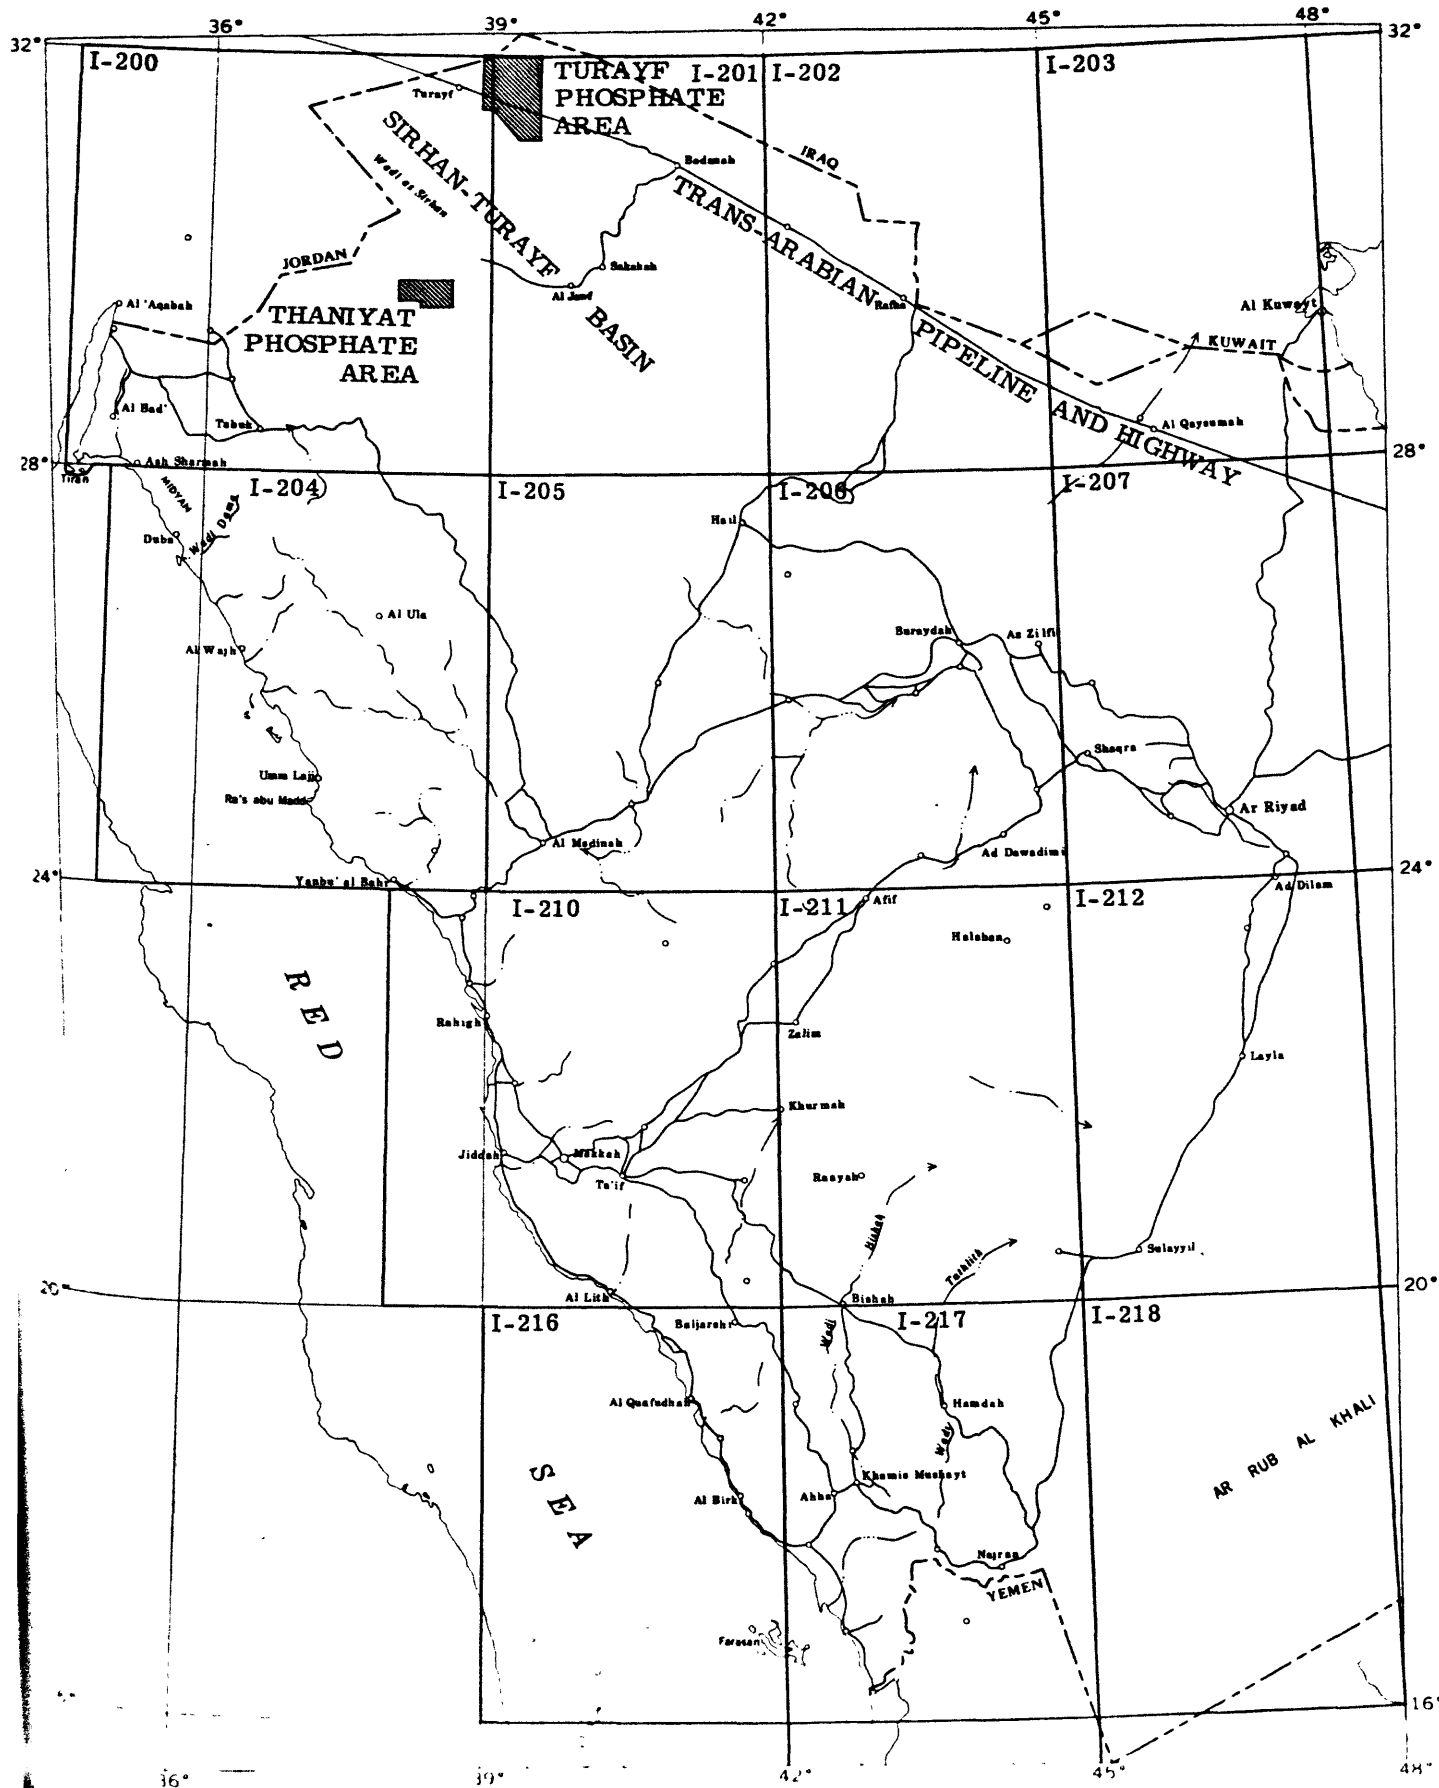 36°
39°
42°
45°
48°
32°
32°
I-200
TURAYF
PHOSPHATE
AREA
I-201
I-202
I-203
Turayf
SIRHAN-TURAYF BASIN
Wadi as Sirhan
Badanah
IRAQ
TRANS-ARABIAN PIPELINE AND HIGHWAY
JORDAN
Sakakah
Al Jawf
Rafha
Al 'Aqabah
THANIYAT
PHOSPHATE
AREA
Al Kuwayt
KUWAIT
Al Bad'
Tabuk
Al Qaysumah
28°
28°
Ash Sharmah
Tiran
MIDYAN
I-204
I-205
I-206
I-207
Wadi Dama
Duba
Hail
Al Ula
Buraydah
Az Zilfi
Al Wajh
Shaqra
Umm Lajj
Ra's abu Madd
Ar Riyad
Al Madinah
Ad Dawadimi
24°
24°
Yanbu' al Bahr
Ad Dilam
I-210
I-211
Afif
I-212
Halaban
RED
Rabigh
Zalim
Layla
Khurmah
Jiddah
Makkah
Ta'if
Ranyah
Bishah
Tathlith
Sulayyil
20°
20°
Al Lith
Bishah
I-216
Baljarshi
Wadi
I-217
I-218
Al Qunfudhah
Hamdah
Wady
AR RUB AL KHALI
SEA
Khamis Mushayt
Al Birk
Abha
Najran
YEMEN
Farasan
16°
36°
39°
42°
45°
48°